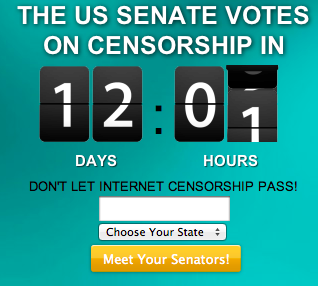 THE US SENATE VOTES
ON CENSORSHIP IN
12 : 01
DAYS HOURS
DON'T LET INTERNET CENSORSHIP PASS!
Choose Your State
Meet Your Senators!